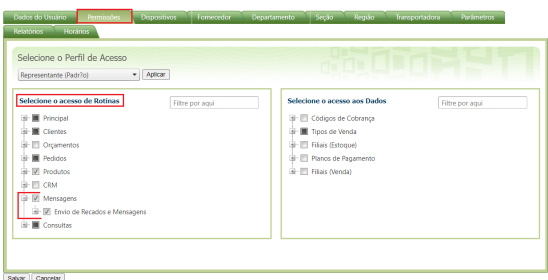 Dados do Usuário Permissões Dispositivos Fornecedor Departamento Seção Região Transportadora Parâmetros
Relatórios Horários
Selecione o Perfil de Acesso
Representante (Padr?o) Aplicar
Selecione o acesso de Rotinas Filtre por aqui
Principal
Clientes
Orçamentos
Pedidos
Produtos
CRM
Mensagens
Envio de Recados e Mensagens
Consultas
Selecione o acesso aos Dados Filtre por aqui
Códigos de Cobrança
Tipos de Venda
Filiais (Estoque)
Planos de Pagamento
Filiais (Venda)
Salvar Cancelar